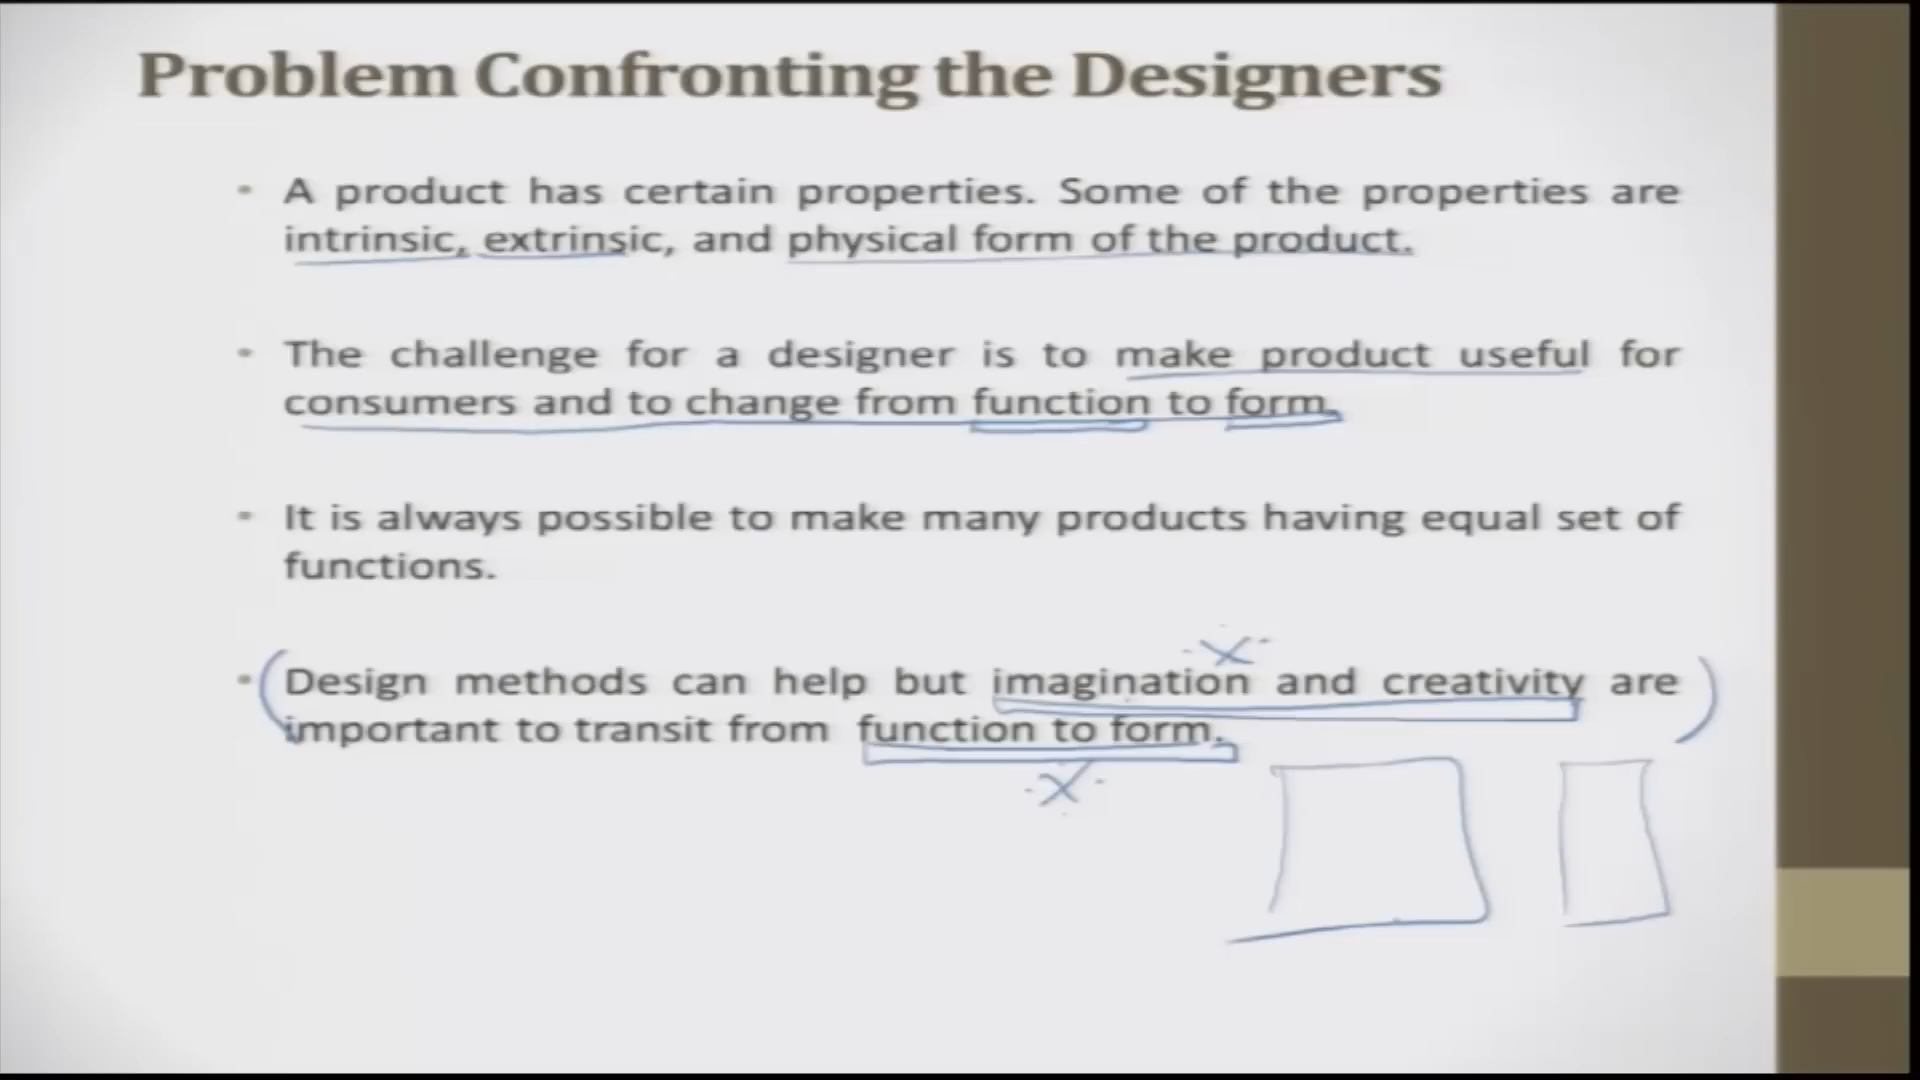 Problem Confronting the Designers
• A product has certain properties. Some of the properties are
intrinsic, extrinsic, and physical form of the product.
• The challenge for a designer is to make product useful for
consumers and to change from function to form.
• It is always possible to make many products having equal set of
functions.
• Design methods can help but imagination and creativity are
important to transit from function to form.